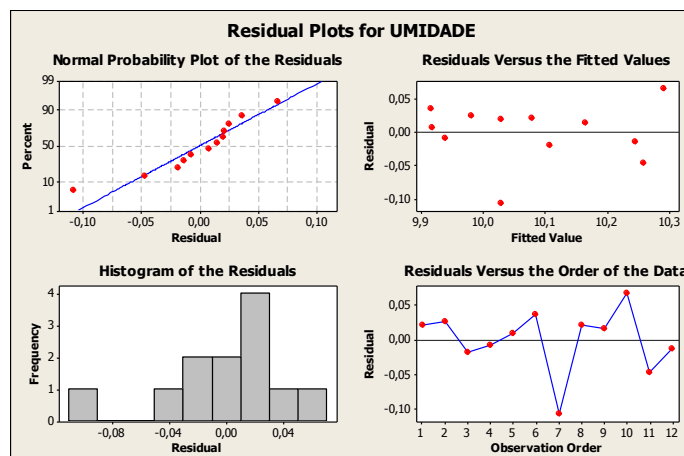 Residual Plots for UMIDADE
Normal Probability Plot of the Residuals
99
90
50
10
1
Percent
-0,10 -0,05 0,00 0,05 0,10
Residual
Residuals Versus the Fitted Values
0,05
0,00
-0,05
-0,10
Residual
9,9 10,0 10,1 10,2 10,3
Fitted Value
Histogram of the Residuals
4
3
2
1
0
Frequency
-0,08 -0,04 0,00 0,04
Residual
Residuals Versus the Order of the Data
0,05
0,00
-0,05
-0,10
Residual
1 2 3 4 5 6 7 8 9 10 11 12
Observation Order